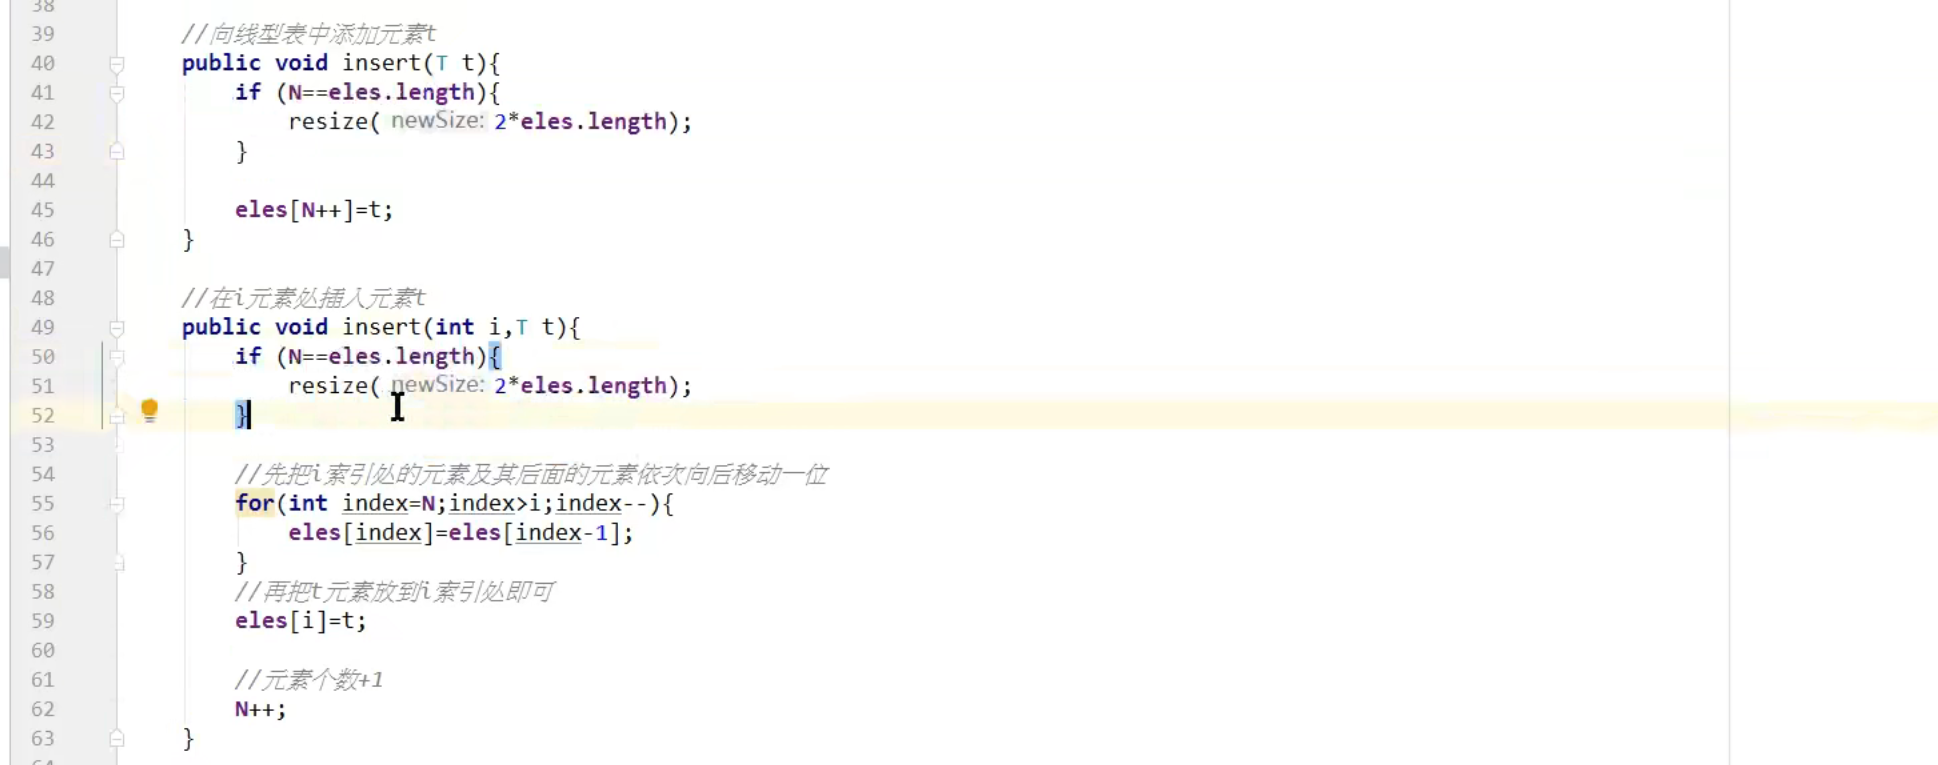 38
39 //向线型表中添加元素t
40 public void insert(T t){
41 if (N==eles.length){
42 resize( newSize: 2*eles.length);
43 }
44
45 eles[N++]=t;
46 }
47
48 //在i元素处插入元素t
49 public void insert(int i,T t){
50 if (N==eles.length){
51 resize( newSize: 2*eles.length);
52 }
53
54 //先把i索引处的元素及其后面的元素依次向后移动一位
55 for(int index=N;index>i;index--){
56 eles[index]=eles[index-1];
57 }
58 //再把t元素放到i索引处即可
59 eles[i]=t;
60
61 //元素个数+1
62 N++;
63 }
64